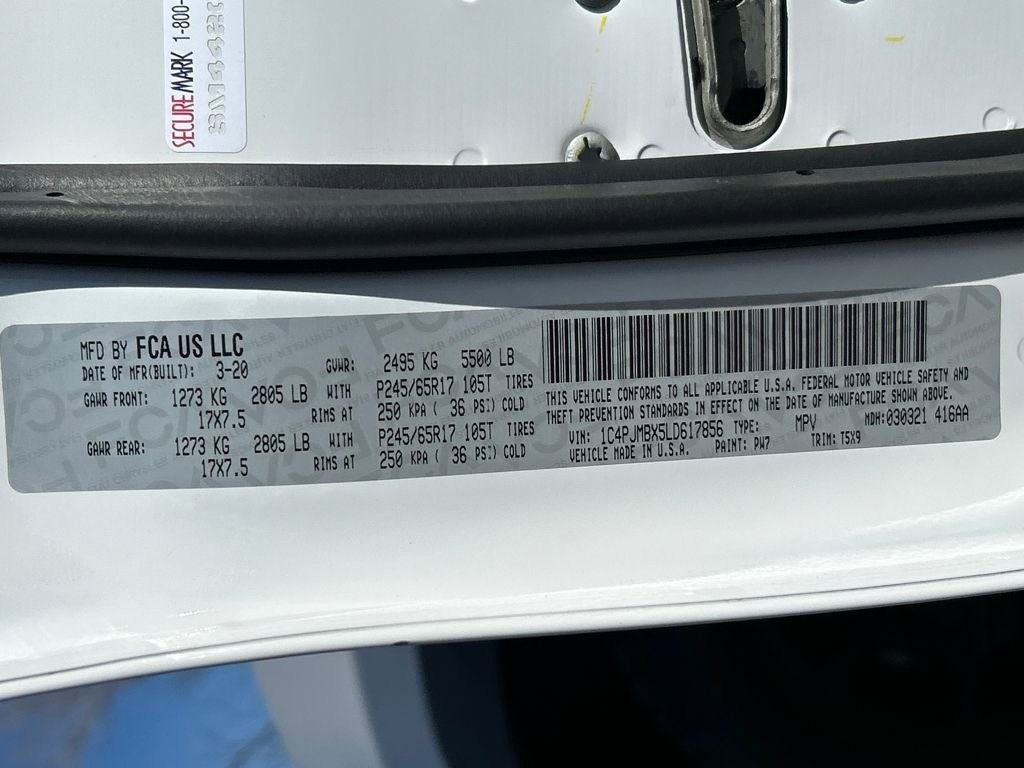 SECUREMARK 1-800-
MFD BY FCA US LLC
DATE OF MFR(BUILT): 3-20 GVWR: 2495 KG 5500 LB
GAWR FRONT: 1273 KG 2805 LB WITH P245/65R17 105T TIRES
17X7.5 RIMS AT 250 KPA ( 36 PSI) COLD
GAWR REAR: 1273 KG 2805 LB WITH P245/65R17 105T TIRES
17X7.5 RIMS AT 250 KPA ( 36 PSI) COLD
THIS VEHICLE CONFORMS TO ALL APPLICABLE U.S.A. FEDERAL MOTOR VEHICLE SAFETY AND
THEFT PREVENTION STANDARDS IN EFFECT ON THE DATE OF MANUFACTURE SHOWN ABOVE.
VIN: 1C4PJMBX5LD617856 TYPE: MPV MDH:030321 416AA
VEHICLE MADE IN U.S.A. PAINT: PW7 TRIM: T5X9